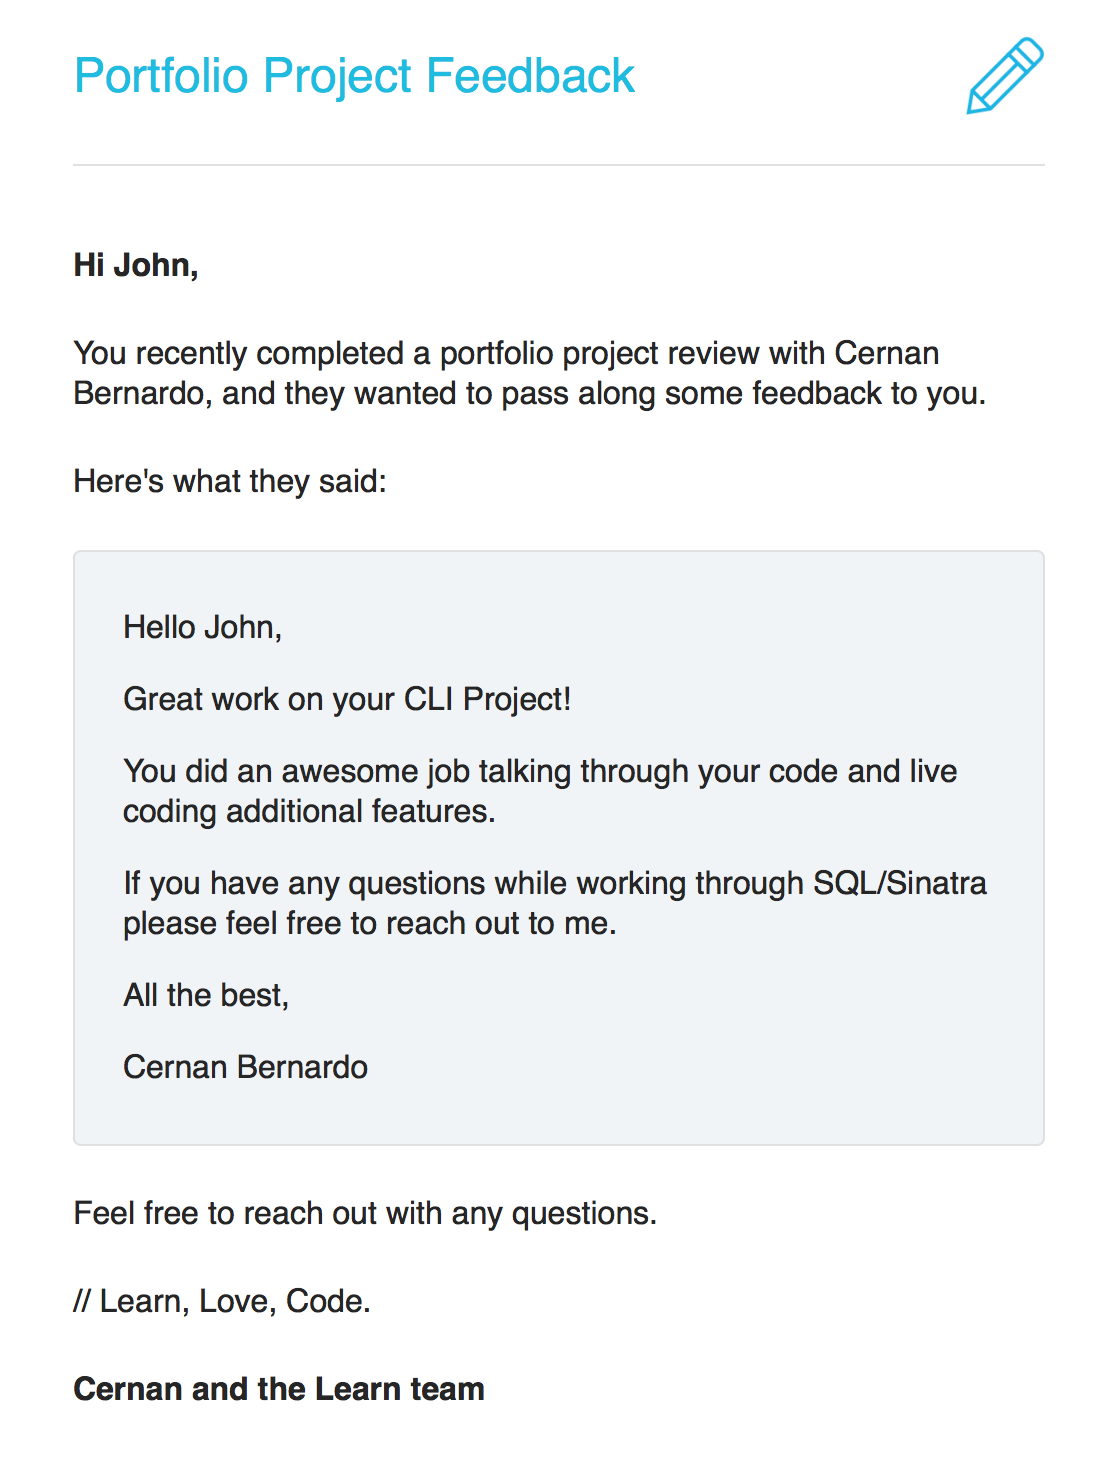 Portfolio Project Feedback
Hi John,
You recently completed a portfolio project review with Cernan
Bernardo, and they wanted to pass along some feedback to you.
Here's what they said:
Hello John,
Great work on your CLI Project!
You did an awesome job talking through your code and live
coding additional features.
If you have any questions while working through SQL/Sinatra
please feel free to reach out to me.
All the best,
Cernan Bernardo
Feel free to reach out with any questions.
// Learn, Love, Code.
Cernan and the Learn team